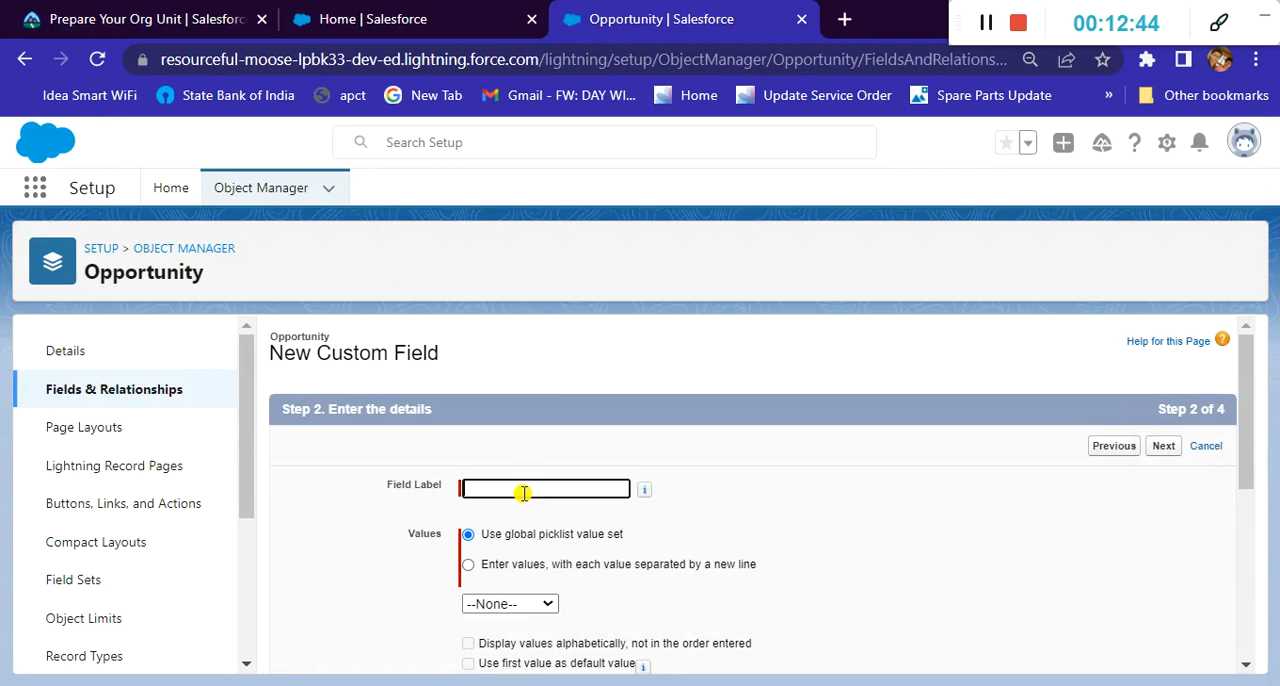 Prepare Your Org Unit | Salesforc
Home | Salesforce
Opportunity | Salesforce
00:12:44
resourceful-moose-lpbk33-dev-ed.lightning.force.com/lightning/setup/ObjectManager/Opportunity/FieldsAndRelations...
Idea Smart WiFi
State Bank of India
apct
New Tab
Gmail - FW: DAY WI...
Home
Update Service Order
Spare Parts Update
»
Other bookmarks
Search Setup
Setup
Home
Object Manager
SETUP > OBJECT MANAGER
Opportunity
Details
Fields & Relationships
Page Layouts
Lightning Record Pages
Buttons, Links, and Actions
Compact Layouts
Field Sets
Object Limits
Record Types
Opportunity
New Custom Field
Help for this Page
Step 2. Enter the details
Step 2 of 4
Previous
Next
Cancel
Field Label
Values
Use global picklist value set
Enter values, with each value separated by a new line
--None--
Display values alphabetically, not in the order entered
Use first value as default value